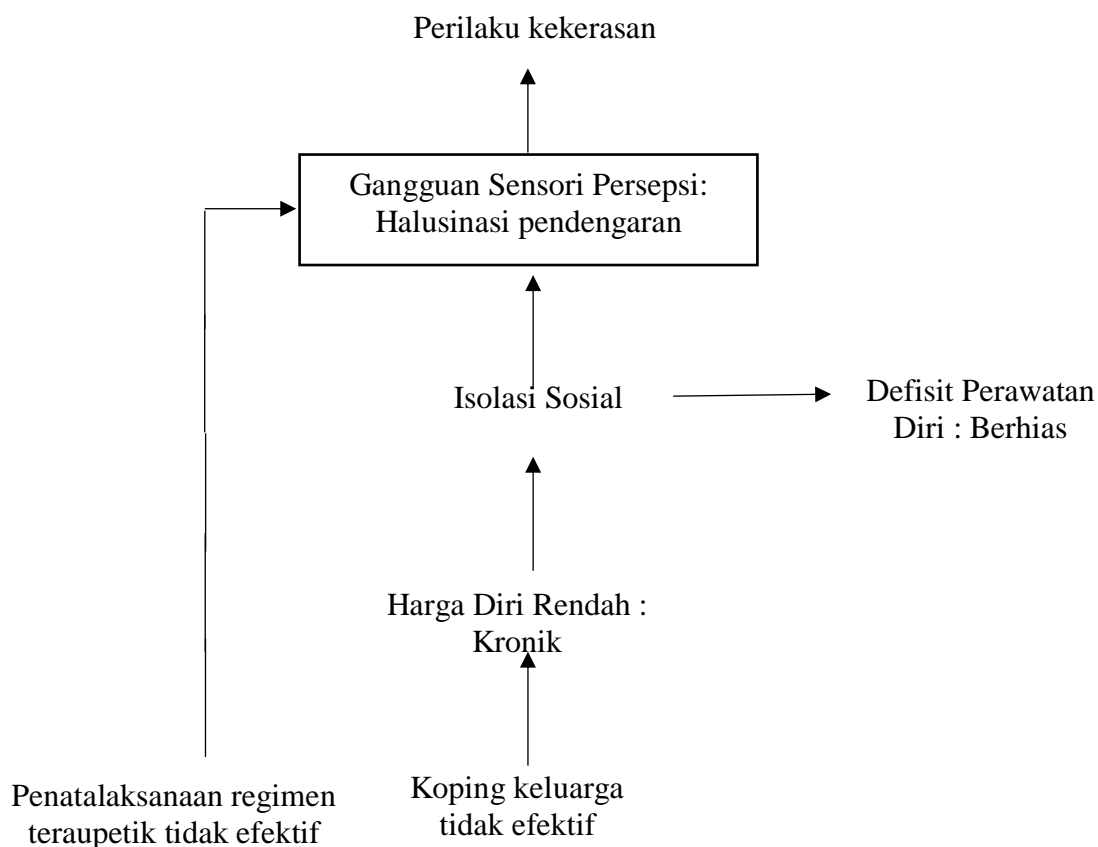 Perilaku kekerasan
Gangguan Sensori Persepsi:
Halusinasi pendengaran
Isolasi Sosial
Defisit Perawatan
Diri : Berhias
Harga Diri Rendah :
Kronik
Penatalaksanaan regimen
teraupetik tidak efektif
Koping keluarga
tidak efektif